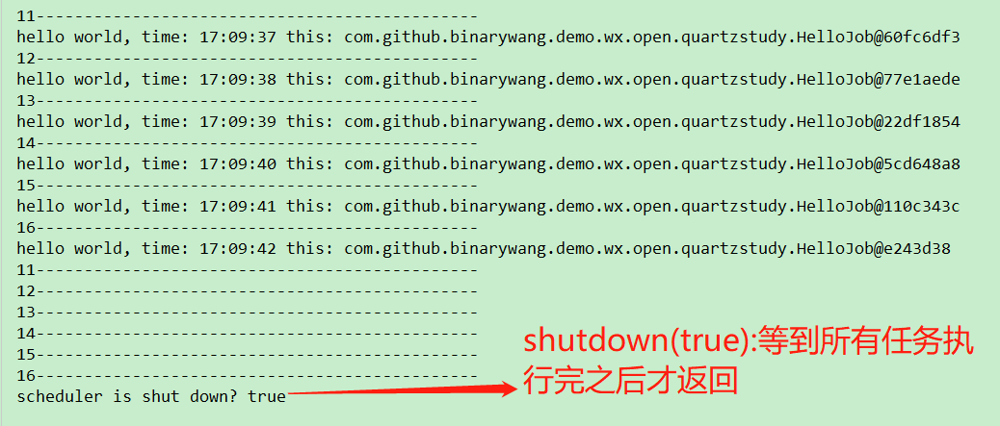 11----------------------------------------------
hello world, time: 17:09:37 this: com.github.binarywang.demo.wx.open.quartzstudy.HelloJob@60fc6df3
12----------------------------------------------
hello world, time: 17:09:38 this: com.github.binarywang.demo.wx.open.quartzstudy.HelloJob@77e1aede
13----------------------------------------------
hello world, time: 17:09:39 this: com.github.binarywang.demo.wx.open.quartzstudy.HelloJob@22df1854
14----------------------------------------------
hello world, time: 17:09:40 this: com.github.binarywang.demo.wx.open.quartzstudy.HelloJob@5cd648a8
15----------------------------------------------
hello world, time: 17:09:41 this: com.github.binarywang.demo.wx.open.quartzstudy.HelloJob@110c343c
16----------------------------------------------
hello world, time: 17:09:42 this: com.github.binarywang.demo.wx.open.quartzstudy.HelloJob@e243d38
11----------------------------------------------
12----------------------------------------------
13----------------------------------------------
14----------------------------------------------
15----------------------------------------------
16----------------------------------------------
scheduler is shut down? true
shutdown(true):等到所有任务执
行完之后才返回